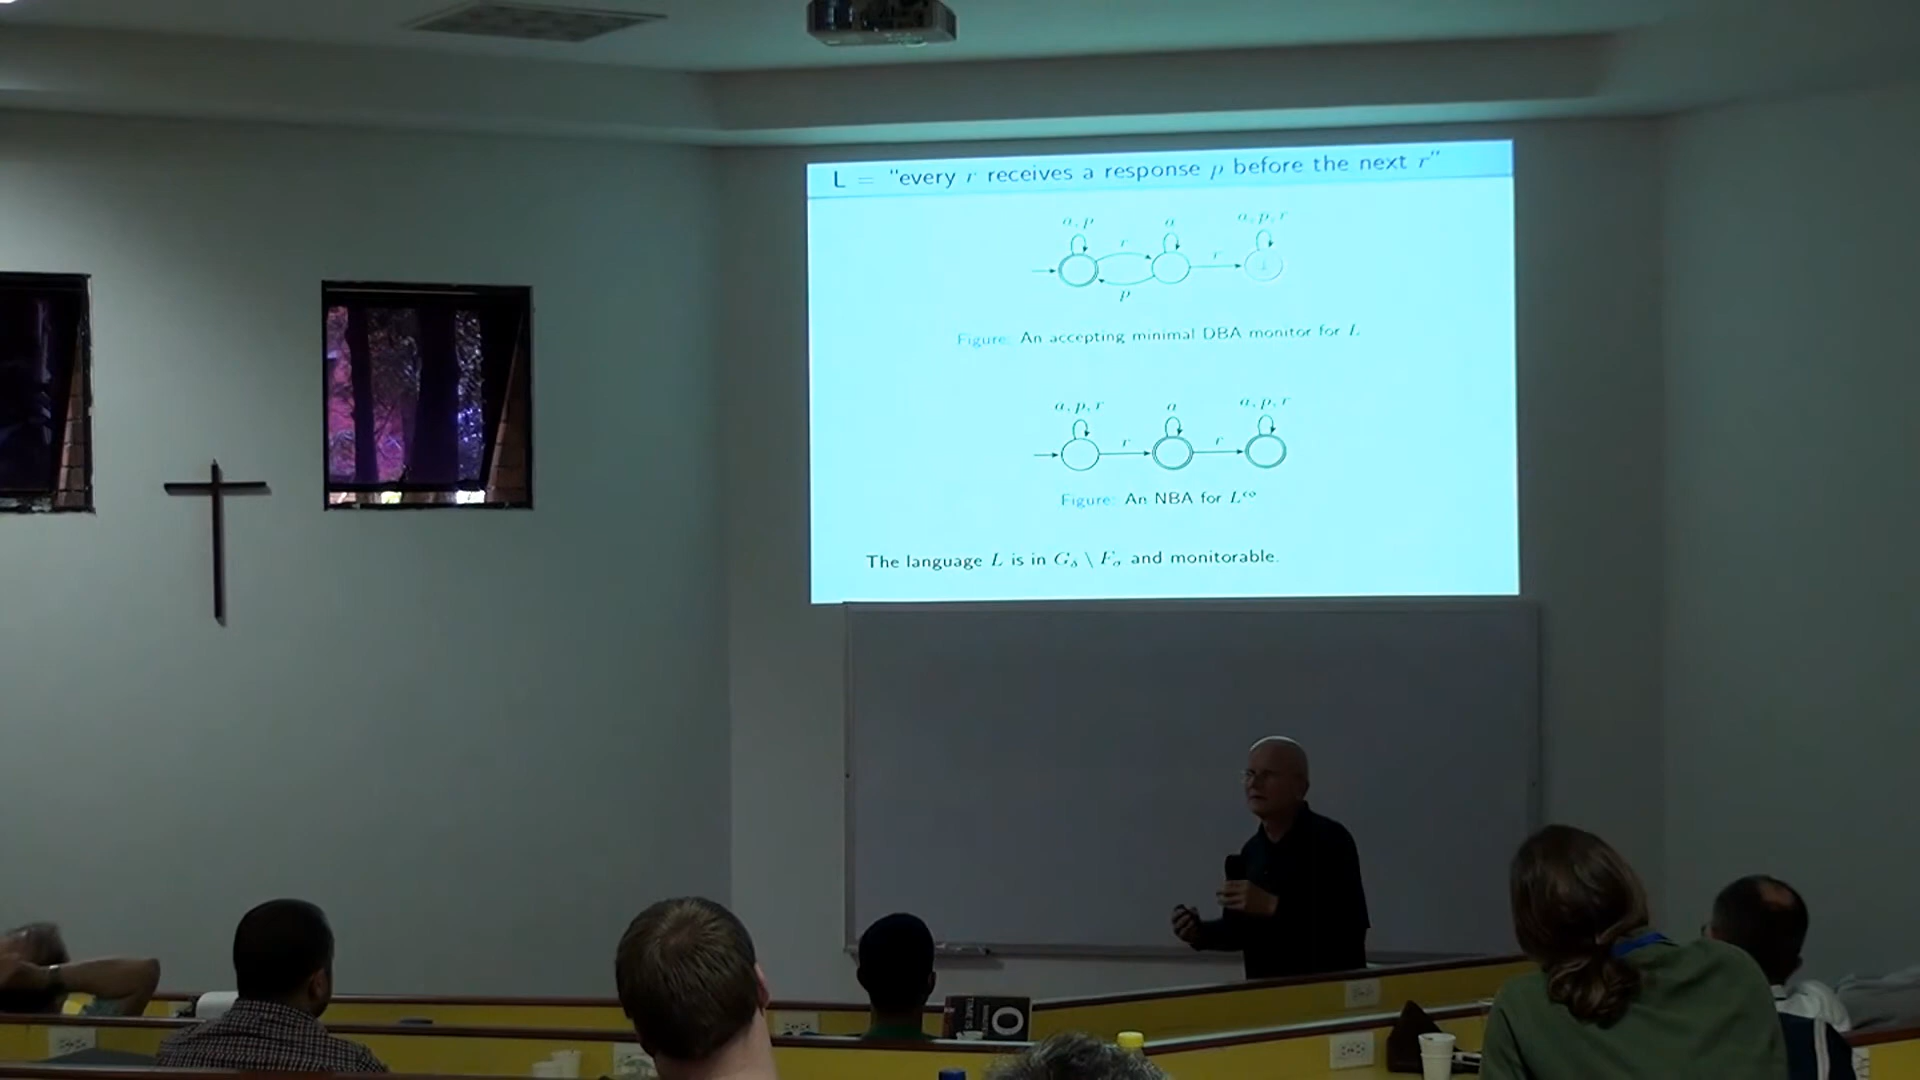 L = "every r receives a response p before the next r"
a, p
a
a, p, r
r
r
⊥
p
Figure: An accepting minimal DBA monitor for L
a, p, r
a
a, p, r
r
r
Figure: An NBA for L^co
The language L is in G_δ \ F_σ and monitorable.